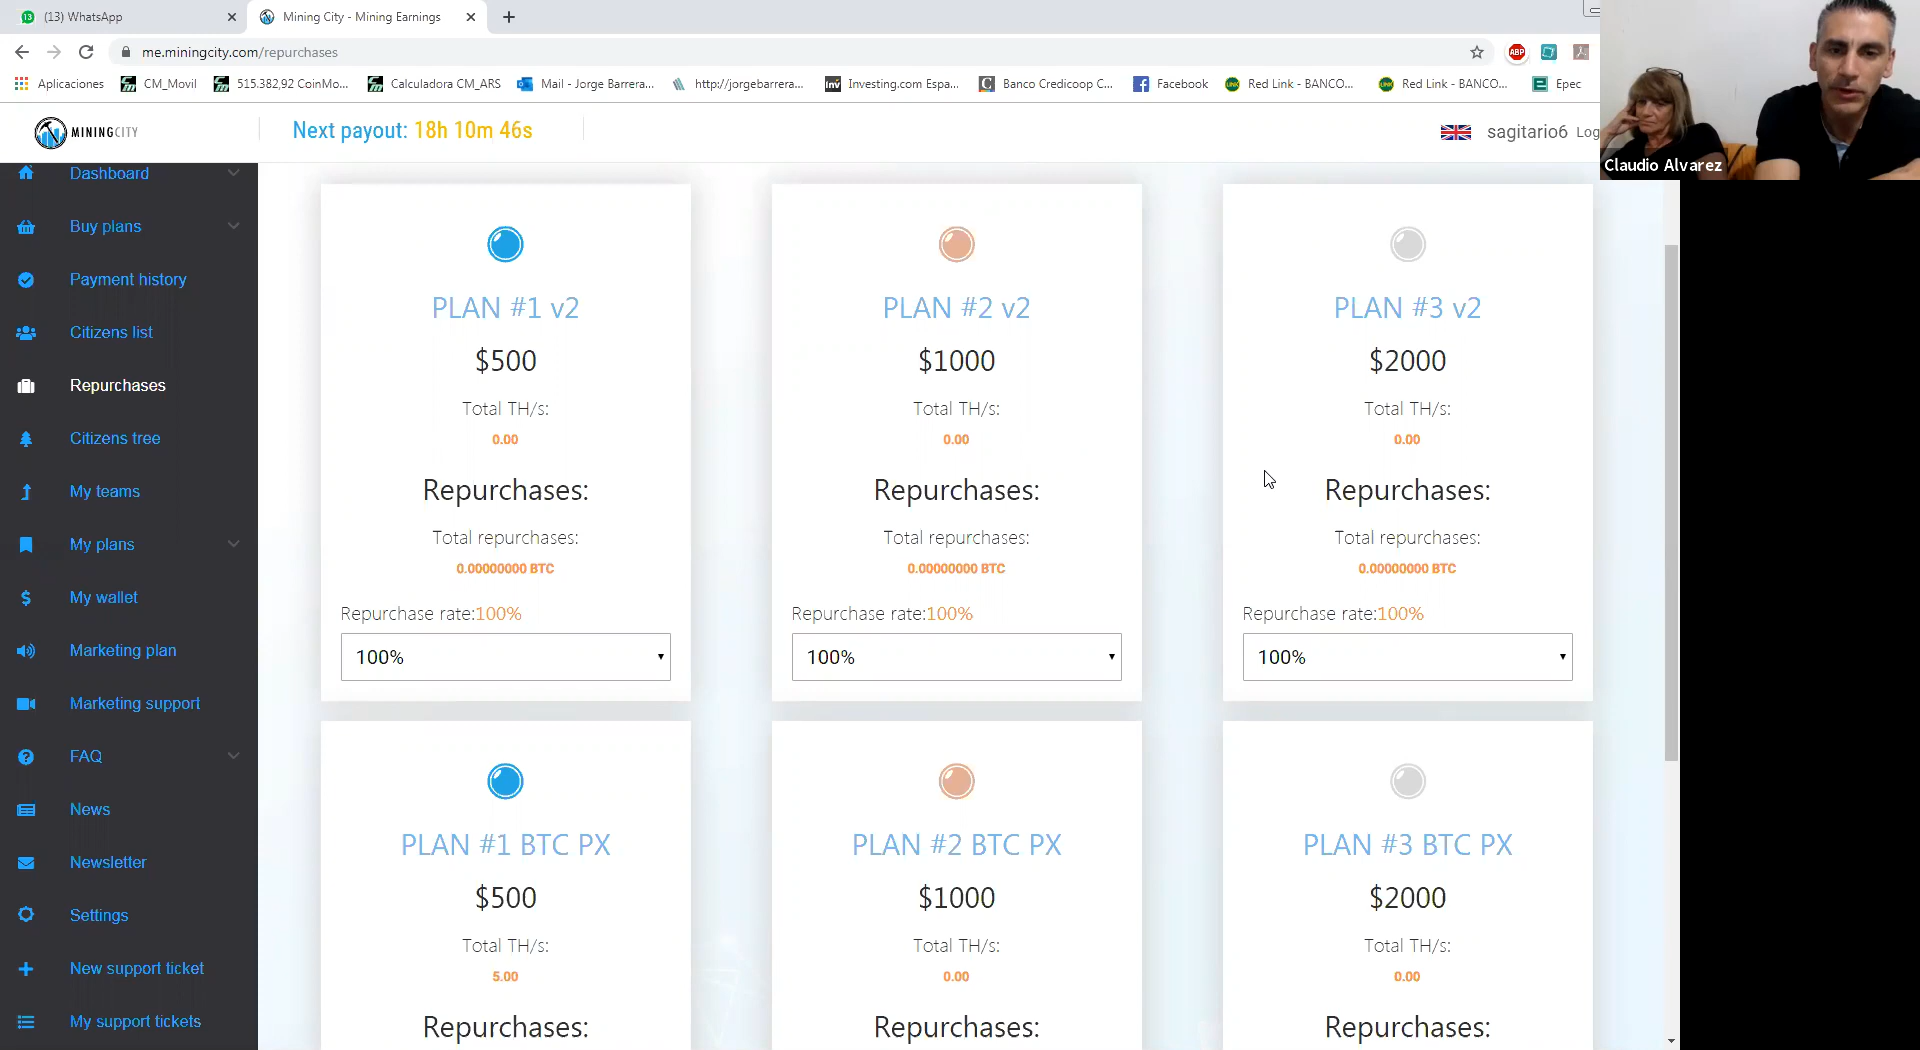 (13) WhatsApp
Mining City - Mining Earnings
me.miningcity.com/repurchases
ABP
Aplicaciones
CM_Movil
515.382,92 CoinMo...
Calculadora CM_ARS
Mail - Jorge Barrera...
http://jorgebarrera...
Inv
Investing.com Espa...
Banco Credicoop C...
Facebook
Red Link - BANCO...
Red Link - BANCO...
Epec
MININGCITY
Next payout: 18h 10m 46s
sagitario6
Log
Claudio Alvarez
Dashboard
Buy plans
Payment history
Citizens list
Repurchases
Citizens tree
My teams
My plans
My wallet
Marketing plan
Marketing support
FAQ
News
Newsletter
Settings
New support ticket
My support tickets
PLAN #1 v2
$500
Total TH/s:
0.00
Repurchases:
Total repurchases:
0.00000000 BTC
Repurchase rate:100%
100%
PLAN #2 v2
$1000
Total TH/s:
0.00
Repurchases:
Total repurchases:
0.00000000 BTC
Repurchase rate:100%
100%
PLAN #3 v2
$2000
Total TH/s:
0.00
Repurchases:
Total repurchases:
0.00000000 BTC
Repurchase rate:100%
100%
PLAN #1 BTC PX
$500
Total TH/s:
5.00
Repurchases:
PLAN #2 BTC PX
$1000
Total TH/s:
0.00
Repurchases:
PLAN #3 BTC PX
$2000
Total TH/s:
0.00
Repurchases: